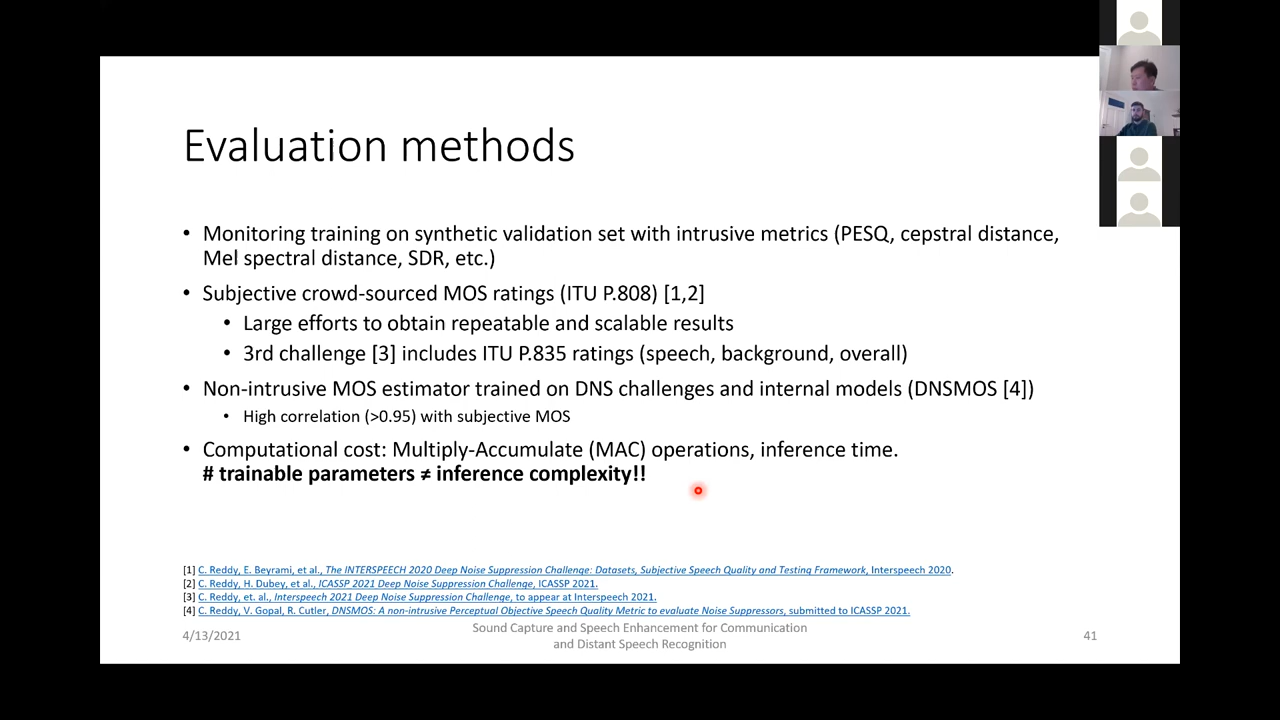 Evaluation methods
• Monitoring training on synthetic validation set with intrusive metrics (PESQ, cepstral distance,
Mel spectral distance, SDR, etc.)
• Subjective crowd-sourced MOS ratings (ITU P.808) [1,2]
• Large efforts to obtain repeatable and scalable results
• 3rd challenge [3] includes ITU P.835 ratings (speech, background, overall)
• Non-intrusive MOS estimator trained on DNS challenges and internal models (DNSMOS [4])
• High correlation (>0.95) with subjective MOS
• Computational cost: Multiply-Accumulate (MAC) operations, inference time.
# trainable parameters ≠ inference complexity!!
[1] C. Reddy, E. Beyrami, et al., The INTERSPEECH 2020 Deep Noise Suppression Challenge: Datasets, Subjective Speech Quality and Testing Framework, Interspeech 2020.
[2] C. Reddy, H. Dubey, et al., ICASSP 2021 Deep Noise Suppression Challenge, ICASSP 2021.
[3] C. Reddy, et. al., Interspeech 2021 Deep Noise Suppression Challenge, to appear at Interspeech 2021.
[4] C. Reddy, V. Gopal, R. Cutler, DNSMOS: A non-intrusive Perceptual Objective Speech Quality Metric to evaluate Noise Suppressors, submitted to ICASSP 2021.
4/13/2021
Sound Capture and Speech Enhancement for Communication
and Distant Speech Recognition
41